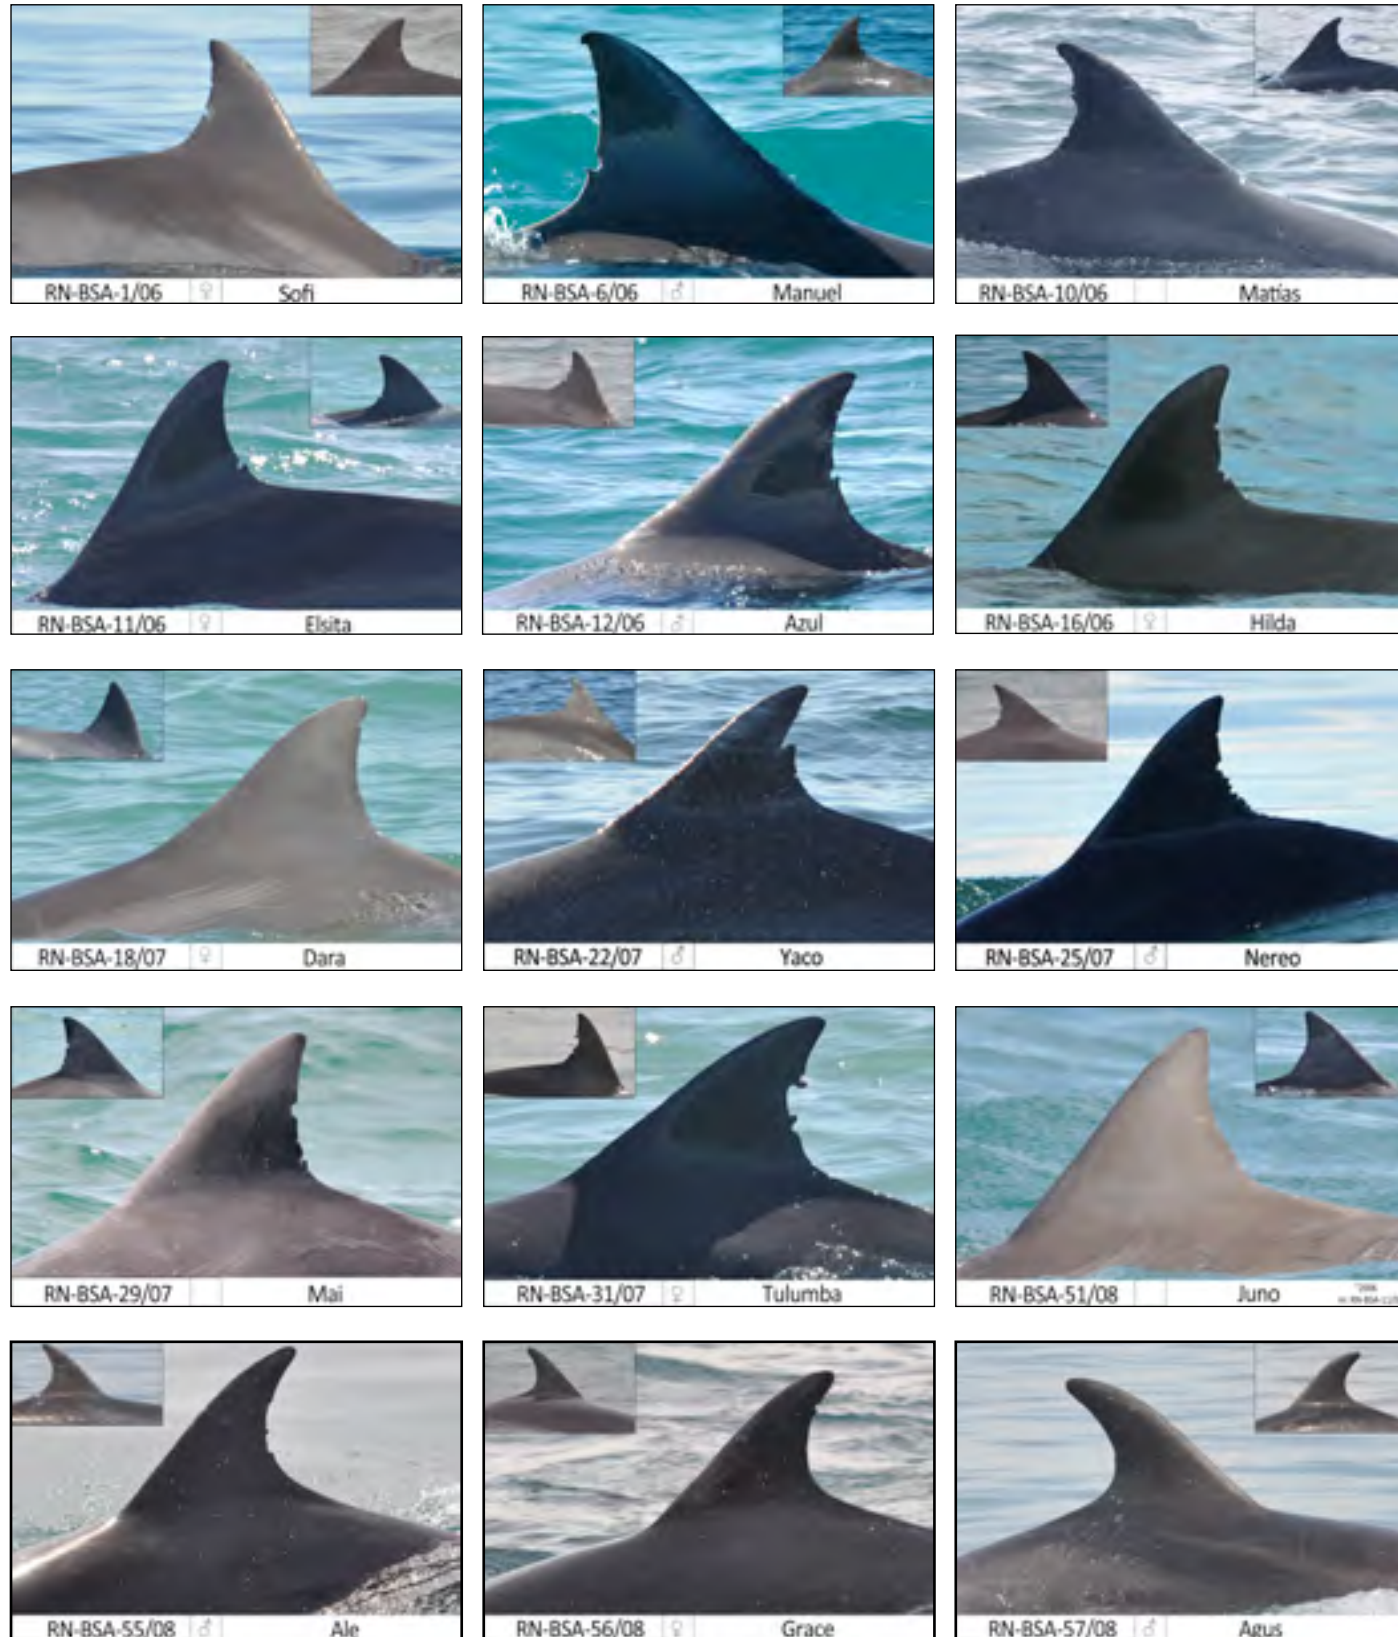 RN-BSA-1/06 ♀ Sofi
RN-BSA-6/06 ♂ Manuel
RN-BSA-10/06 Matías
RN-BSA-11/06 ♀ Elsita
RN-BSA-12/06 ♂ Azul
RN-BSA-16/06 ♀ Hilda
RN-BSA-18/07 ♀ Dara
RN-BSA-22/07 ♂ Yaco
RN-BSA-25/07 ♂ Nereo
RN-BSA-29/07 Mai
RN-BSA-31/07 ♀ Tulumba
RN-BSA-51/08 Juno
RN-BSA-55/08 ♂ Ale
RN-BSA-56/08 ♀ Grace
RN-BSA-57/08 ♂ Agus